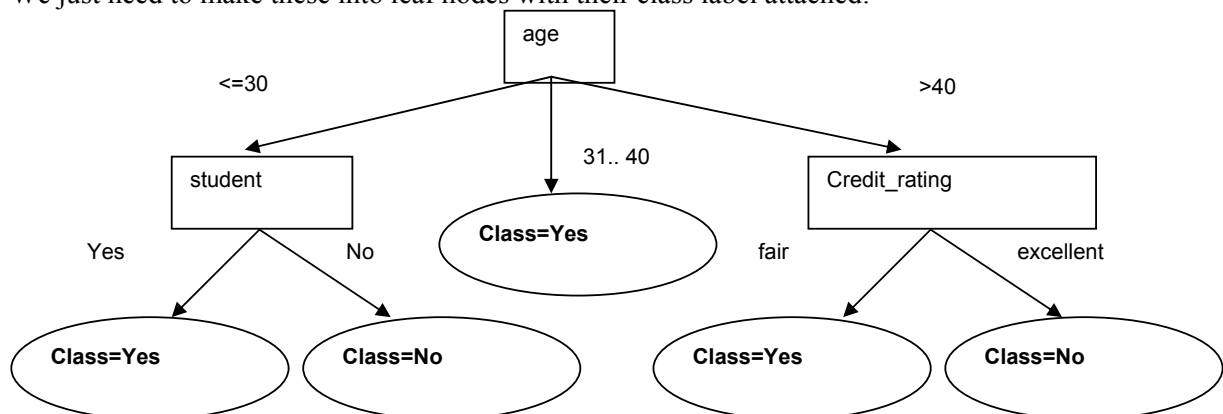 We just need to make these into leaf nodes with their class label attached.
age
<=30
>40
31.. 40
student
Credit_rating
Class=Yes
Yes
No
fair
excellent
Class=Yes
Class=No
Class=Yes
Class=No